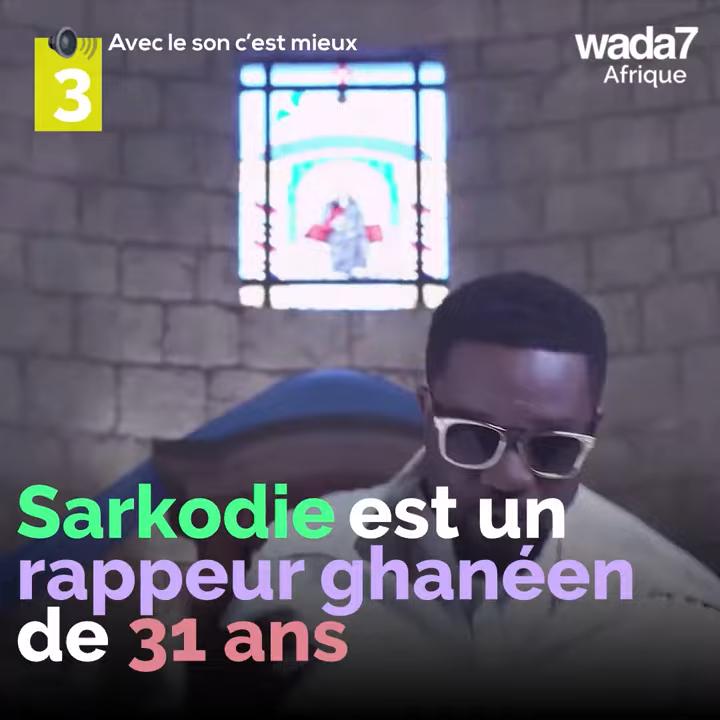 Avec le son c’est mieux
3
wada7
Afrique
Sarkodie est un
rappeur ghanéen
de 31 ans